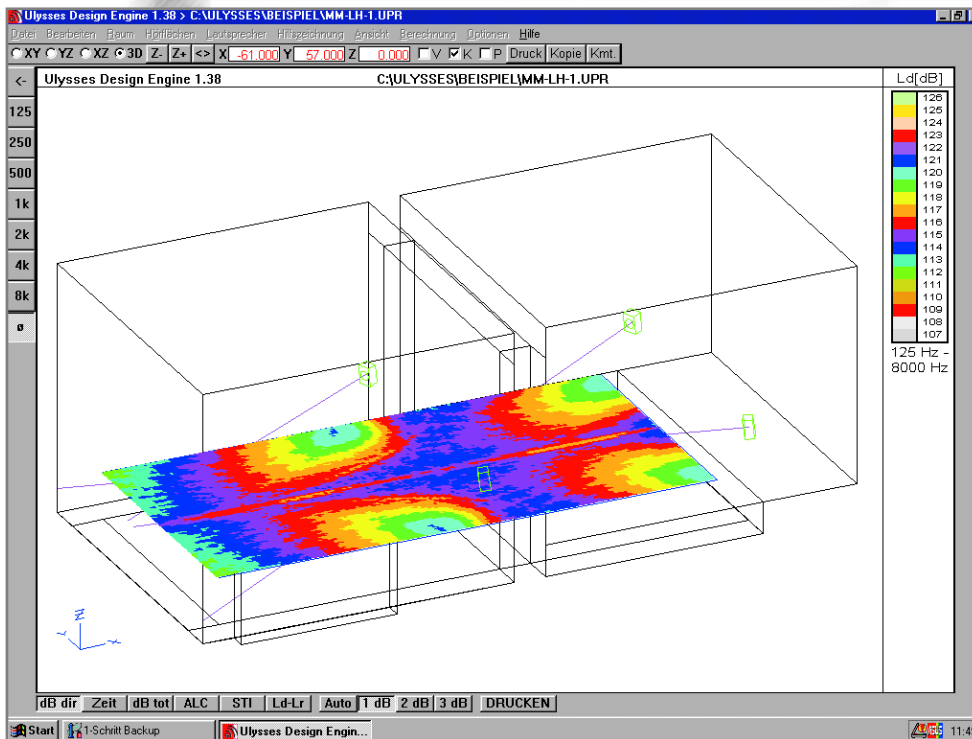 Ulysses Design Engine 1.38 > C:\ULYSSES\BEISPIEL\MM-LH-1.UPR
Datei Bearbeiten Raum Hörflächen Lautsprecher Hilfszeichnung Ansicht Berechnung Optionen Hilfe
XY YZ XZ 3D Z- Z+ <> X -61.000 Y 57.000 Z 0.000 V K P Druck Kopie Kmt.
<-
125
250
500
1k
2k
4k
8k
ø
Ulysses Design Engine 1.38 C:\ULYSSES\BEISPIEL\MM-LH-1.UPR
Ld[dB]
126
125
124
123
122
121
120
119
118
117
116
115
114
113
112
111
110
109
108
107
125 Hz -
8000 Hz
Z
Y
X
dB dir Zeit dB tot ALC STI Ld-Lr Auto 1 dB 2 dB 3 dB DRUCKEN
Start 1-Schritt Backup Ulysses Design Engin...